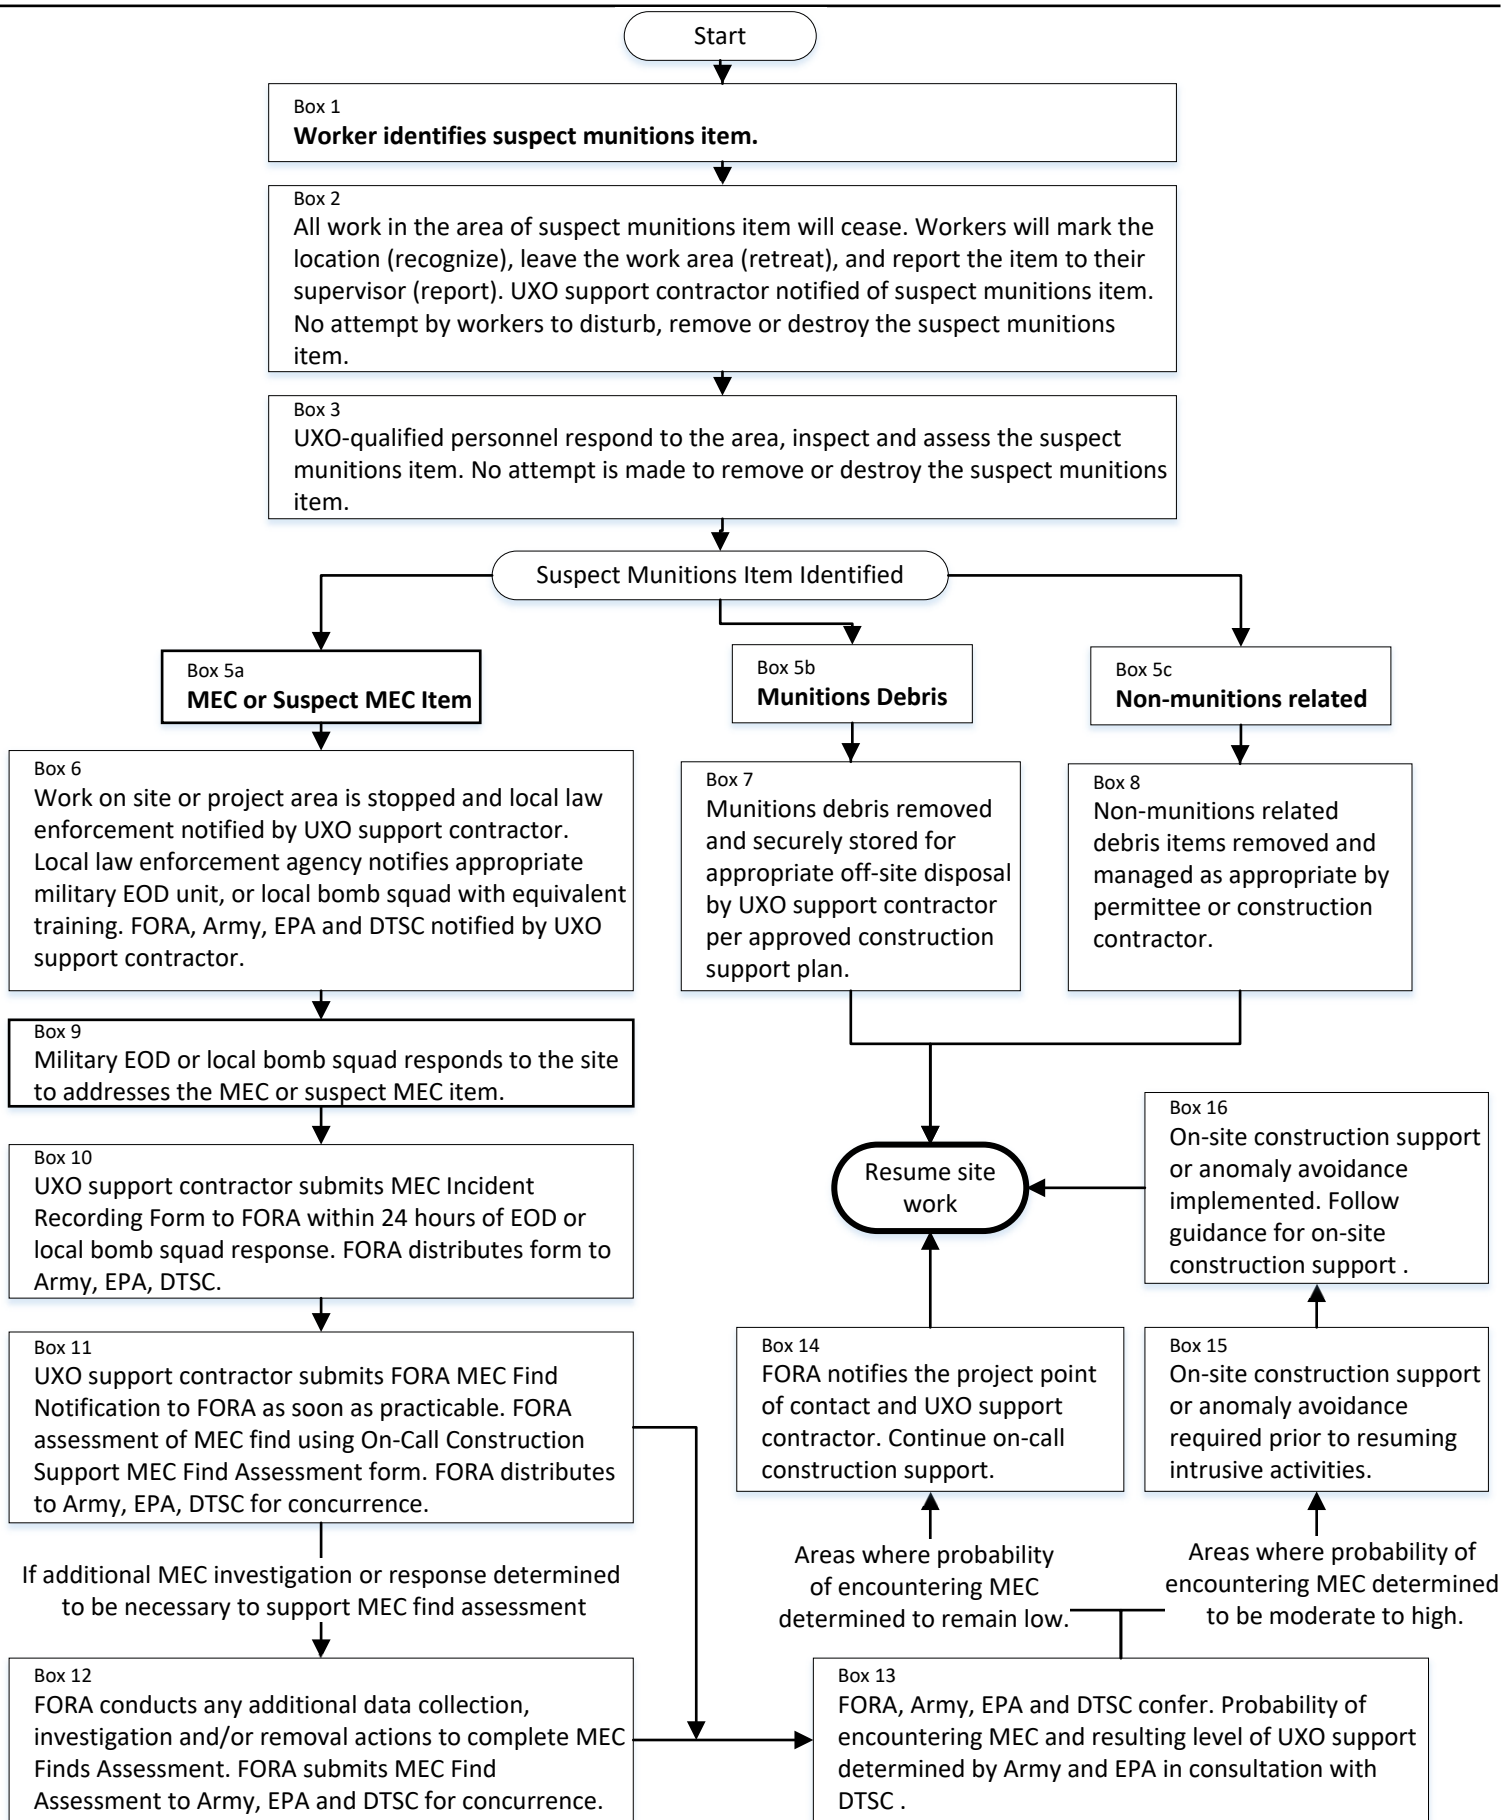 Start
Box 1
Worker identifies suspect munitions item.
Box 2
All work in the area of suspect munitions item will cease. Workers will mark the
location (recognize), leave the work area (retreat), and report the item to their
supervisor (report). UXO support contractor notified of suspect munitions item.
No attempt by workers to disturb, remove or destroy the suspect munitions
item.
Box 3
UXO-qualified personnel respond to the area, inspect and assess the suspect
munitions item. No attempt is made to remove or destroy the suspect munitions
item.
Suspect Munitions Item Identified
Box 5a
MEC or Suspect MEC Item
Box 5b
Munitions Debris
Box 5c
Non-munitions related
Box 6
Work on site or project area is stopped and local law
enforcement notified by UXO support contractor.
Local law enforcement agency notifies appropriate
military EOD unit, or local bomb squad with equivalent
training. FORA, Army, EPA and DTSC notified by UXO
support contractor.
Box 7
Munitions debris removed
and securely stored for
appropriate off-site disposal
by UXO support contractor
per approved construction
support plan.
Box 8
Non-munitions related
debris items removed and
managed as appropriate by
permittee or construction
contractor.
Box 9
Military EOD or local bomb squad responds to the site
to addresses the MEC or suspect MEC item.
Box 10
UXO support contractor submits MEC Incident
Recording Form to FORA within 24 hours of EOD or
local bomb squad response. FORA distributes form to
Army, EPA, DTSC.
Resume site
work
Box 16
On-site construction support
or anomaly avoidance
implemented. Follow
guidance for on-site
construction support .
Box 11
UXO support contractor submits FORA MEC Find
Notification to FORA as soon as practicable. FORA
assessment of MEC find using On-Call Construction
Support MEC Find Assessment form. FORA distributes
to Army, EPA, DTSC for concurrence.
Box 14
FORA notifies the project point
of contact and UXO support
contractor. Continue on-call
construction support.
Box 15
On-site construction support
or anomaly avoidance
required prior to resuming
intrusive activities.
If additional MEC investigation or response determined
to be necessary to support MEC find assessment
Areas where probability
of encountering MEC
determined to remain low.
Areas where probability of
encountering MEC determined
to be moderate to high.
Box 12
FORA conducts any additional data collection,
investigation and/or removal actions to complete MEC
Finds Assessment. FORA submits MEC Find
Assessment to Army, EPA and DTSC for concurrence.
Box 13
FORA, Army, EPA and DTSC confer. Probability of
encountering MEC and resulting level of UXO support
determined by Army and EPA in consultation with
DTSC .